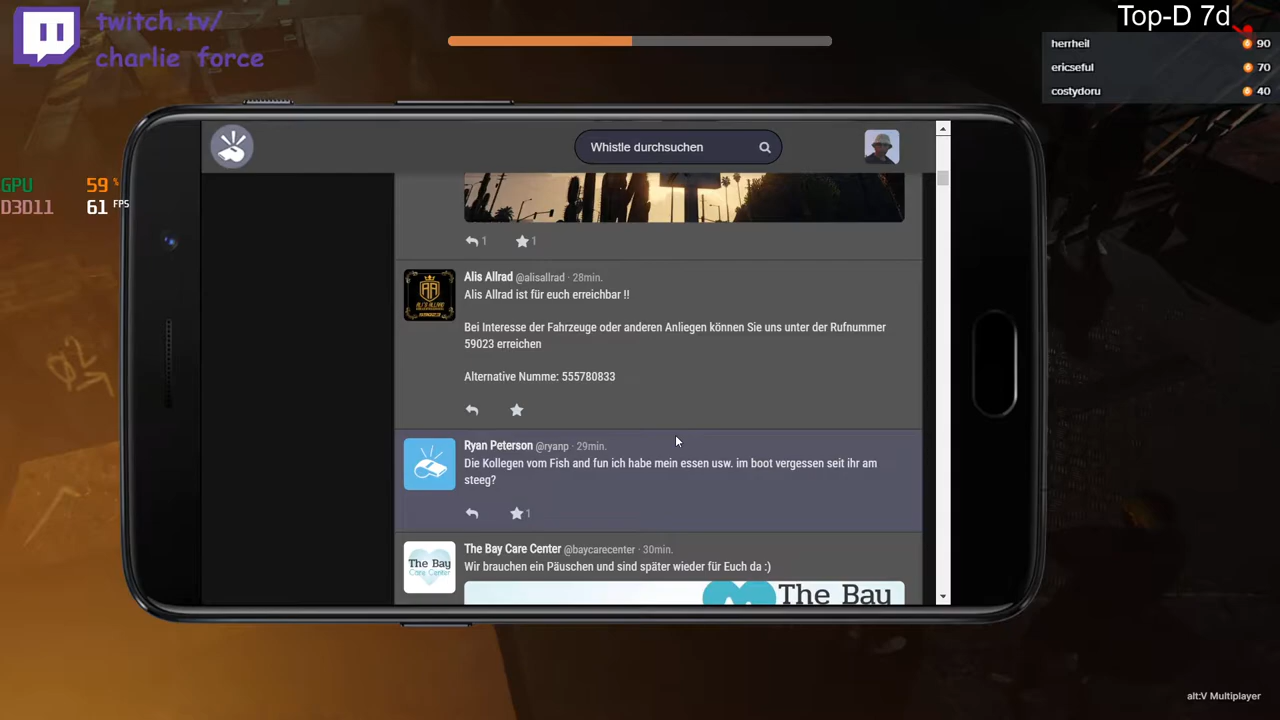 twitch.tv/
charlie force
Top-D 7d
herrheil 90
ericseful 70
costydoru 40
GPU 59 %
D3D11 61 FPS
Whistle durchsuchen
1 1
Alis Allrad @alisallrad · 28min.
Alis Allrad ist für euch erreichbar !!
Bei Interesse der Fahrzeuge oder anderen Anliegen können Sie uns unter der Rufnummer
59023 erreichen
Alternative Numme: 555780833
Ryan Peterson @ryanp · 29min.
Die Kollegen vom Fish and fun ich habe mein essen usw. im boot vergessen seit ihr am
steeg?
1
The Bay Care Center @baycarecenter · 30min.
The Bay
Care Center
Wir brauchen ein Päuschen und sind später wieder für Euch da :)
The Bay
alt:V Multiplayer